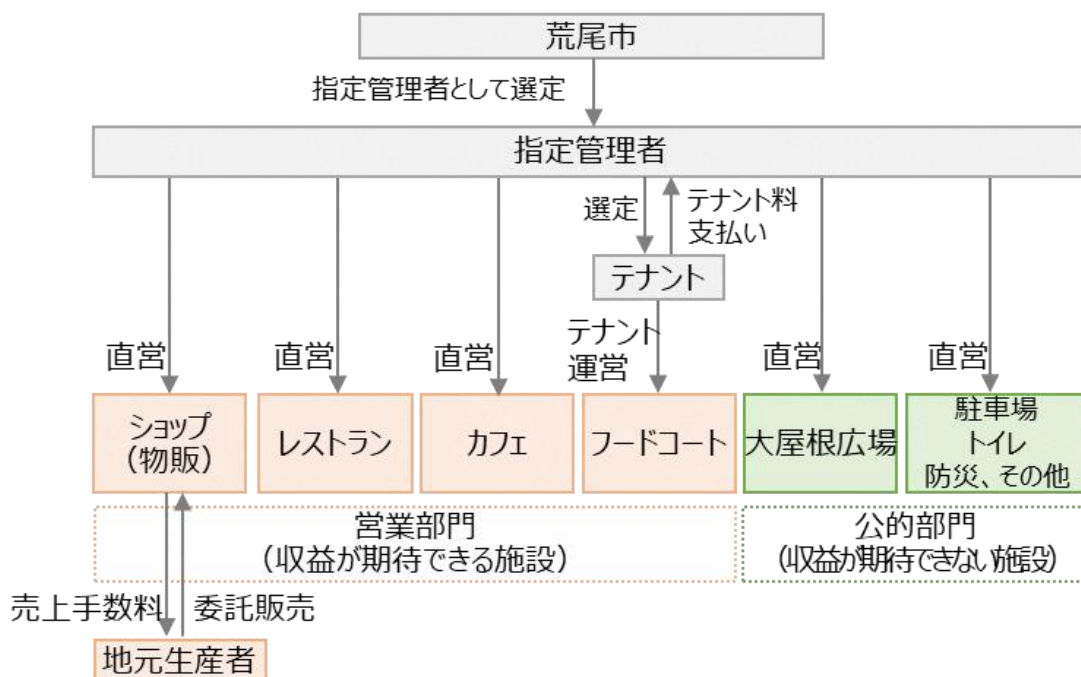 荒尾市
指定管理者として選定
指定管理者
選定
テナント料
支払い
テナント
直営
直営
直営
テナント
運営
直営
直営
ショップ
（物販）
レストラン
カフェ
フードコート
大屋根広場
駐車場
トイレ
防災、その他
営業部門
（収益が期待できる施設）
公的部門
（収益が期待できない施設）
売上手数料
委託販売
地元生産者